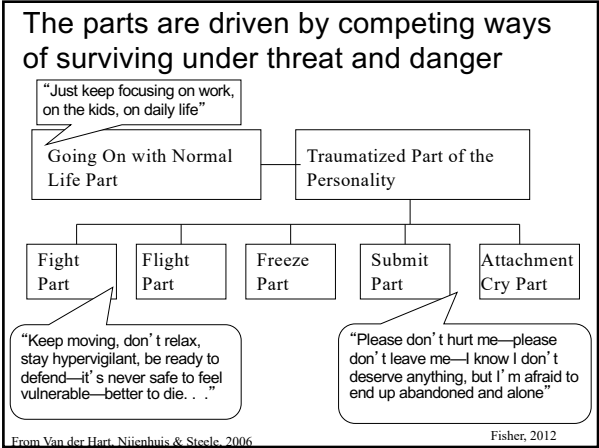 The parts are driven by competing ways
of surviving under threat and danger
“Just keep focusing on work,
on the kids, on daily life”
Going On with Normal
Life Part
Traumatized Part of the
Personality
Fight
Part
Flight
Part
Freeze
Part
Submit
Part
Attachment
Cry Part
“Keep moving, don’t relax,
stay hypervigilant, be ready to
defend—it’s never safe to feel
vulnerable—better to die. . .”
“Please don’t hurt me—please
don’t leave me—I know I don’t
deserve anything, but I’m afraid to
end up abandoned and alone”
From Van der Hart, Nijenhuis & Steele, 2006
Fisher, 2012